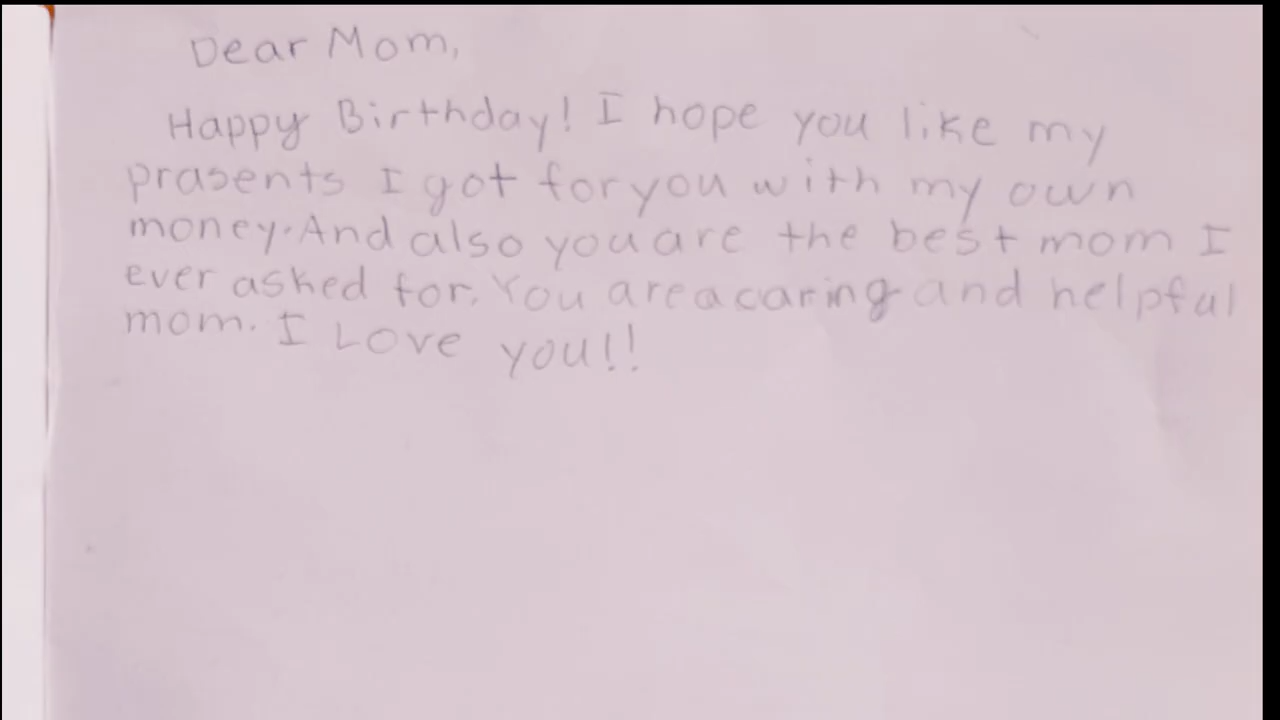 Dear Mom,
Happy Birthday! I hope you like my
prasents I got for you with my own
money. And also you are the best mom I
ever asked for. You are a caring and helpful
mom. I Love you!!